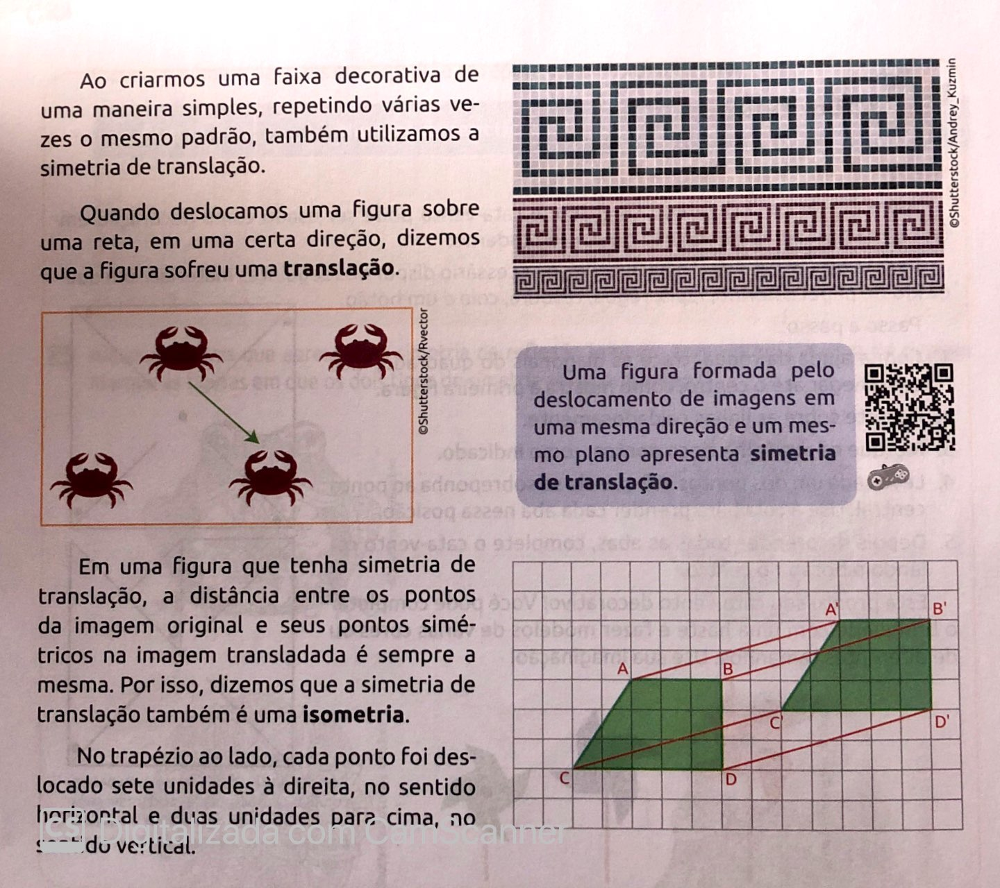 Ao criarmos uma faixa decorativa de
uma maneira simples, repetindo várias ve-
zes o mesmo padrão, também utilizamos a
simetria de translação.
Quando deslocamos uma figura sobre
uma reta, em uma certa direção, dizemos
que a figura sofreu uma translação.
©Shutterstock/Andrey_Kuzmin
©Shutterstock/Rvector
Uma figura formada pelo
deslocamento de imagens em
uma mesma direção e um mes-
mo plano apresenta simetria
de translação.
Em uma figura que tenha simetria de
translação, a distância entre os pontos
da imagem original e seus pontos simé-
tricos na imagem transladada é sempre a
mesma. Por isso, dizemos que a simetria de
translação também é uma isometria.
No trapézio ao lado, cada ponto foi des-
locado sete unidades à direita, no sentido
horizontal e duas unidades para cima, no
sentido vertical.
A'
B'
A
B
C'
D'
C
D
CS Digitalizada com CamScanner